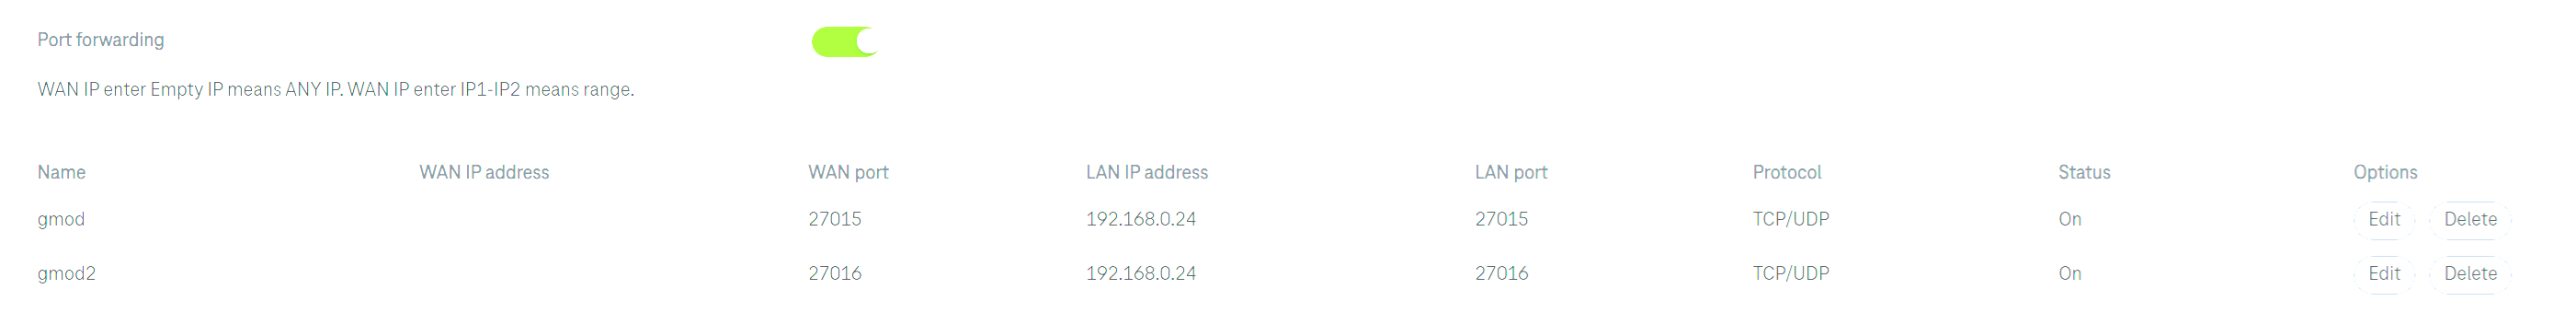 Port forwarding
WAN IP enter Empty IP means ANY IP. WAN IP enter IP1-IP2 means range.
Name WAN IP address WAN port LAN IP address LAN port Protocol Status Options
gmod 27015 192.168.0.24 27015 TCP/UDP On Edit Delete
gmod2 27016 192.168.0.24 27016 TCP/UDP On Edit Delete